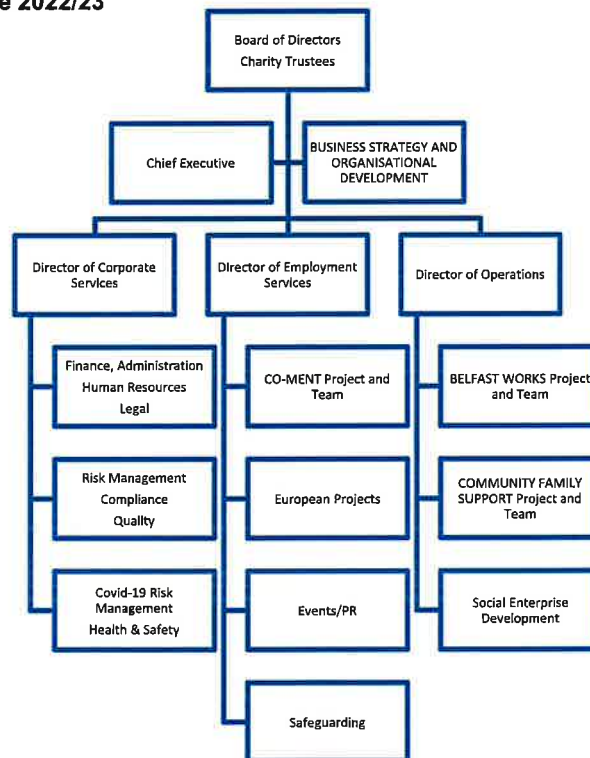 2022/23
Board of Directors
Charity Trustees
Chief Executive
BUSINESS STRATEGY AND
ORGANISATIONAL
DEVELOPMENT
Director of Corporate
Services
Director of Employment
Services
Director of Operations
Finance, Administration
Human Resources
Legal
CO-MENT Project and
Team
BELFAST WORKS Project
and Team
Risk Management
Compliance
Quality
European Projects
COMMUNITY FAMILY
SUPPORT Project and
Team
Covid-19 Risk
Management
Health & Safety
Events/PR
Social Enterprise
Development
Safeguarding